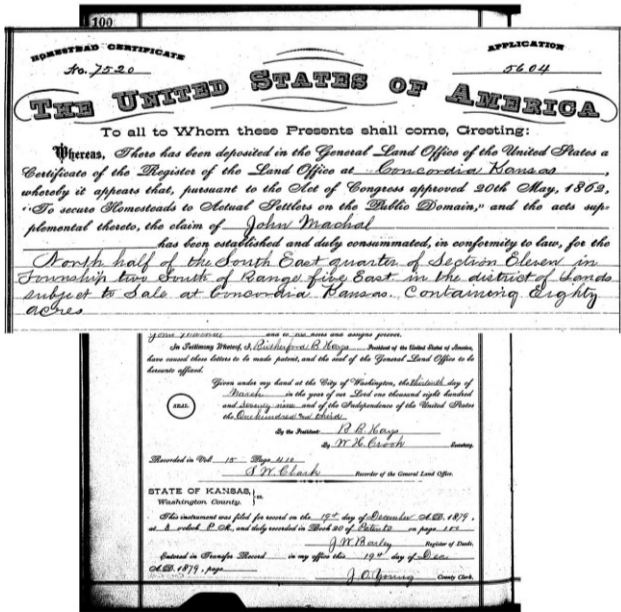 100
HOMESTEAD CERTIFICATE
APPLICATION
No. 7520
5604
THE UNITED STATES OF AMERICA
To all to Whom these Presents shall come, Greeting:
Whereas, There has been deposited in the General Land Office of the United States a
Certificate of the Register of the Land Office at Concordia Kansas,
whereby it appears that, pursuant to the Act of Congress approved 20th May, 1862,
"To secure Homesteads to Actual Settlers on the Public Domain," and the acts sup-
plemental thereto, the claim of John Machal
has been established and duly consummated, in conformity to law, for the
North half of the South East quarter of Section Eleven in
Township two South of Range five East in the district of Lands
subject to Sale at Concordia Kansas. Containing Eighty
acres
and to his heirs and assigns forever.
In Testimony Whereof, I, Rutherford B Hays President of the United States of America,
have caused these letters to be made patent, and the seal of the General Land Office to be
hereunto affixed.
Given under my hand at the City of Washington, the thirteenth day of
March in the year of our Lord one thousand eight hundred
and Seventy nine and of the Independence of the United States
the One hundred and third
SEAL
By the President: R B Hays
By W. H. Crook Secretary.
Recorded in Vol. 15 Page 410
S. W. Clark Recorder of the General Land Office.
STATE OF KANSAS, } ss.
Washington County.
This instrument was filed for record on the 19th day of December A.D. 1879,
at 2 o'clock P M., and duly recorded in Book 20 of Patents on page 100
J. W. Barley Register of Deeds.
Entered in Transfer Record in my office this 19th day of Dec
A.D. 1879, page
J. O. Young County Clerk.